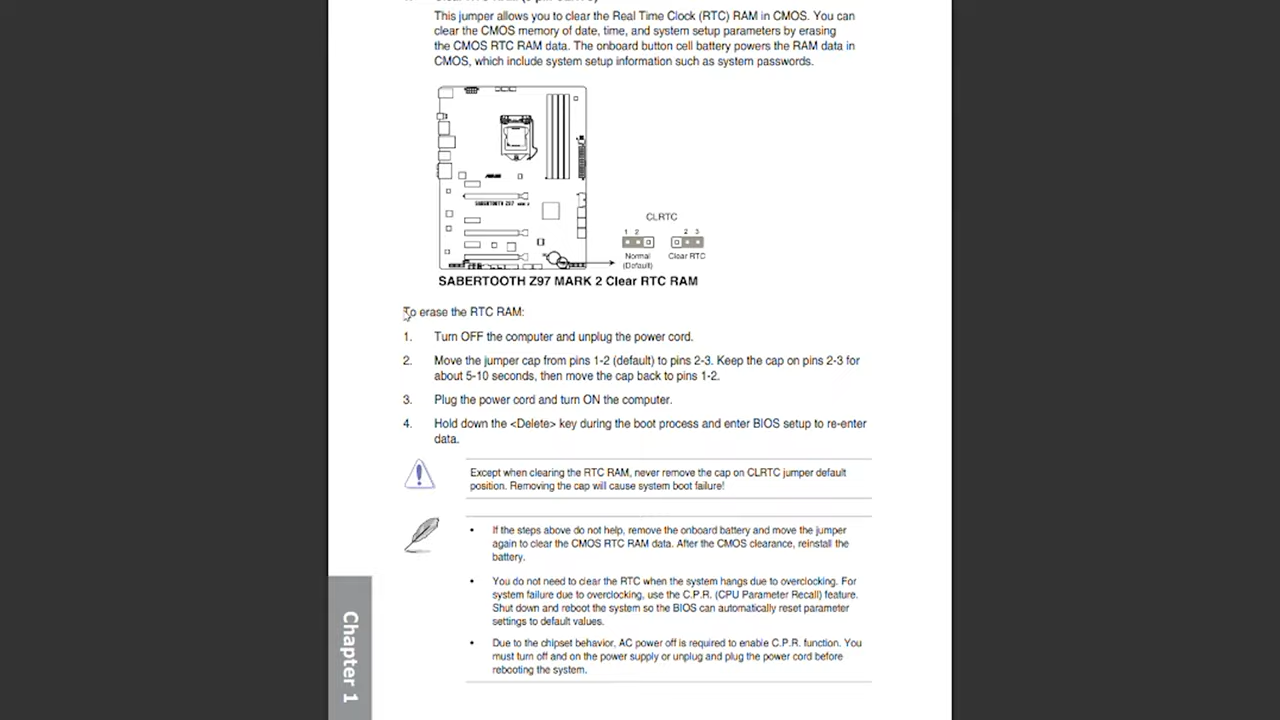 This jumper allows you to clear the Real Time Clock (RTC) RAM in CMOS. You can
clear the CMOS memory of date, time, and system setup parameters by erasing
the CMOS RTC RAM data. The onboard button cell battery powers the RAM data in
CMOS, which include system setup information such as system passwords.
SABERTOOTH Z97 MARK 2
CLRTC
1 2
2 3
Normal
(Default)
Clear RTC
SABERTOOTH Z97 MARK 2 Clear RTC RAM
To erase the RTC RAM:
1. Turn OFF the computer and unplug the power cord.
2. Move the jumper cap from pins 1-2 (default) to pins 2-3. Keep the cap on pins 2-3 for
about 5-10 seconds, then move the cap back to pins 1-2.
3. Plug the power cord and turn ON the computer.
4. Hold down the <Delete> key during the boot process and enter BIOS setup to re-enter
data.
Except when clearing the RTC RAM, never remove the cap on CLRTC jumper default
position. Removing the cap will cause system boot failure!
• If the steps above do not help, remove the onboard battery and move the jumper
again to clear the CMOS RTC RAM data. After the CMOS clearance, reinstall the
battery.
• You do not need to clear the RTC when the system hangs due to overclocking. For
system failure due to overclocking, use the C.P.R. (CPU Parameter Recall) feature.
Shut down and reboot the system so the BIOS can automatically reset parameter
settings to default values.
• Due to the chipset behavior, AC power off is required to enable C.P.R. function. You
must turn off and on the power supply or unplug and plug the power cord before
rebooting the system.
Chapter 1